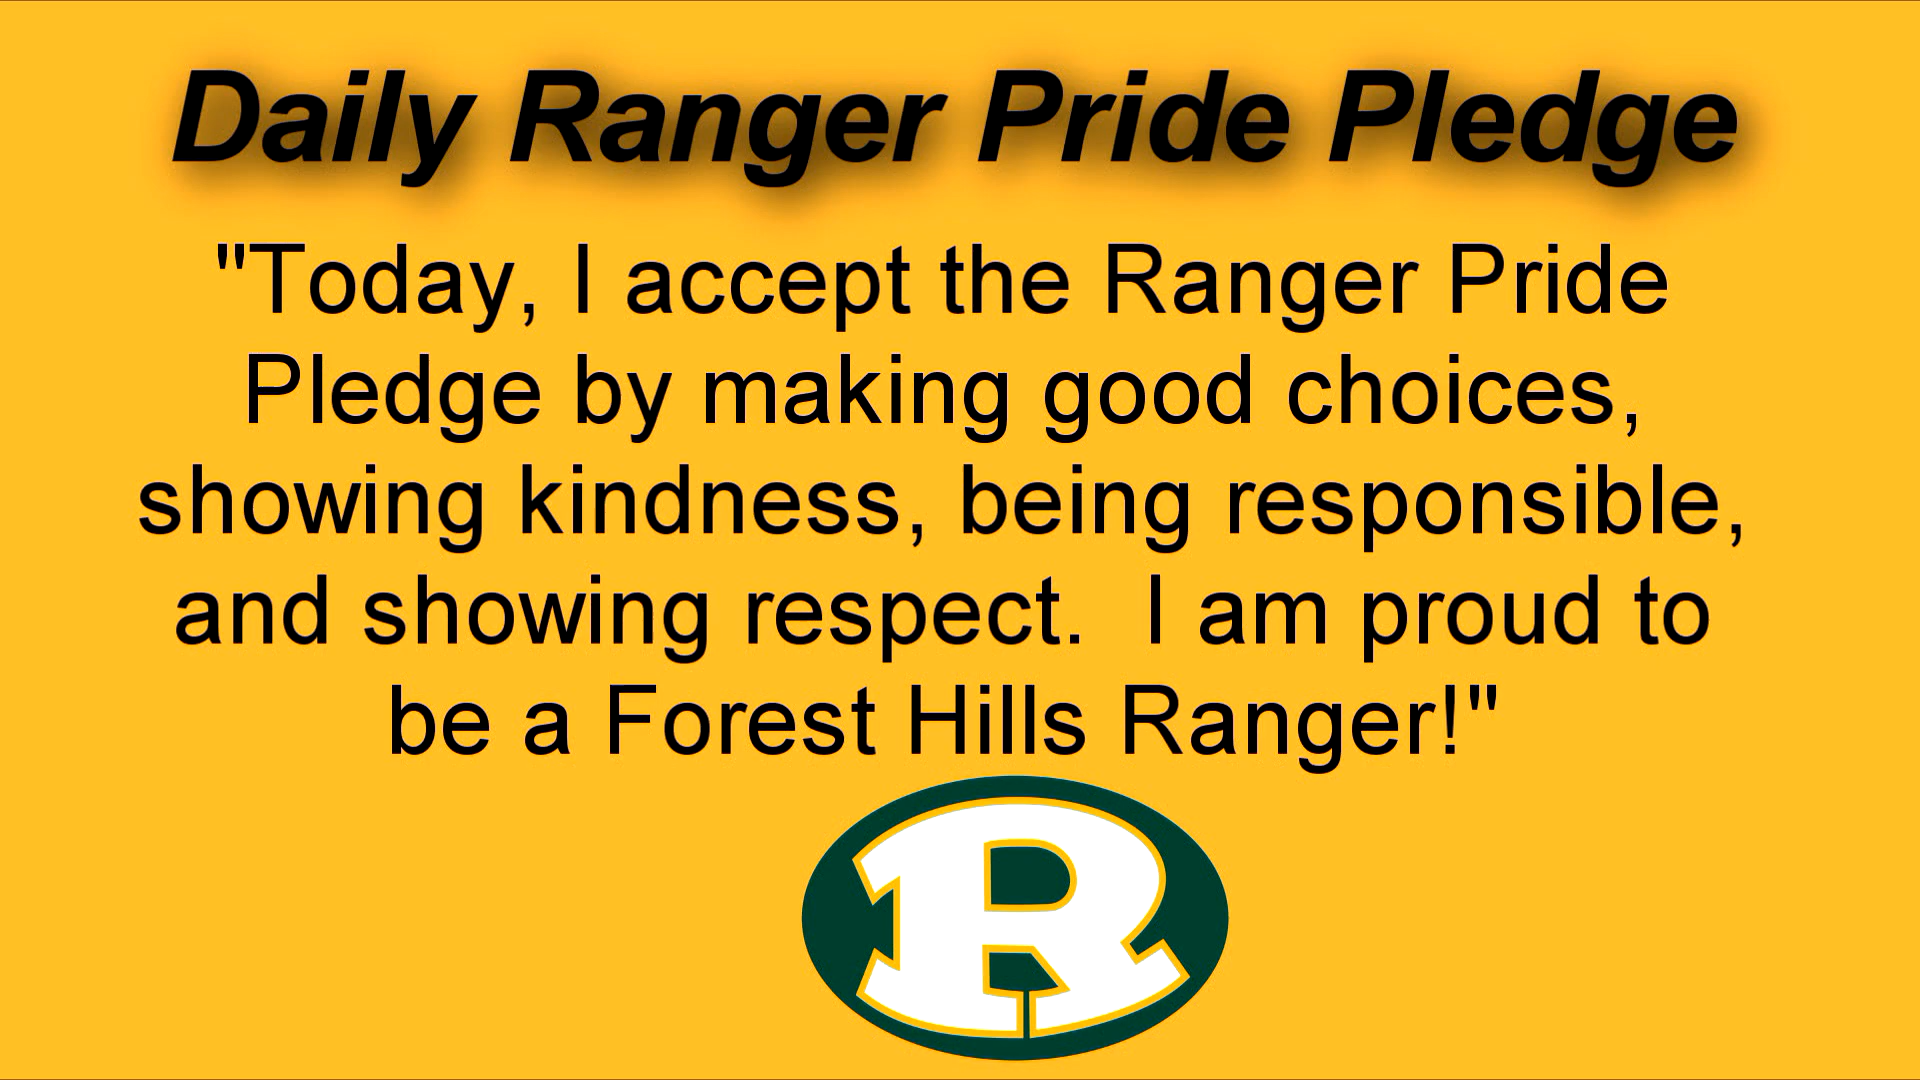 Daily Ranger Pride Pledge
"Today, I accept the Ranger Pride
Pledge by making good choices,
showing kindness, being responsible,
and showing respect.  I am proud to
be a Forest Hills Ranger!"
R